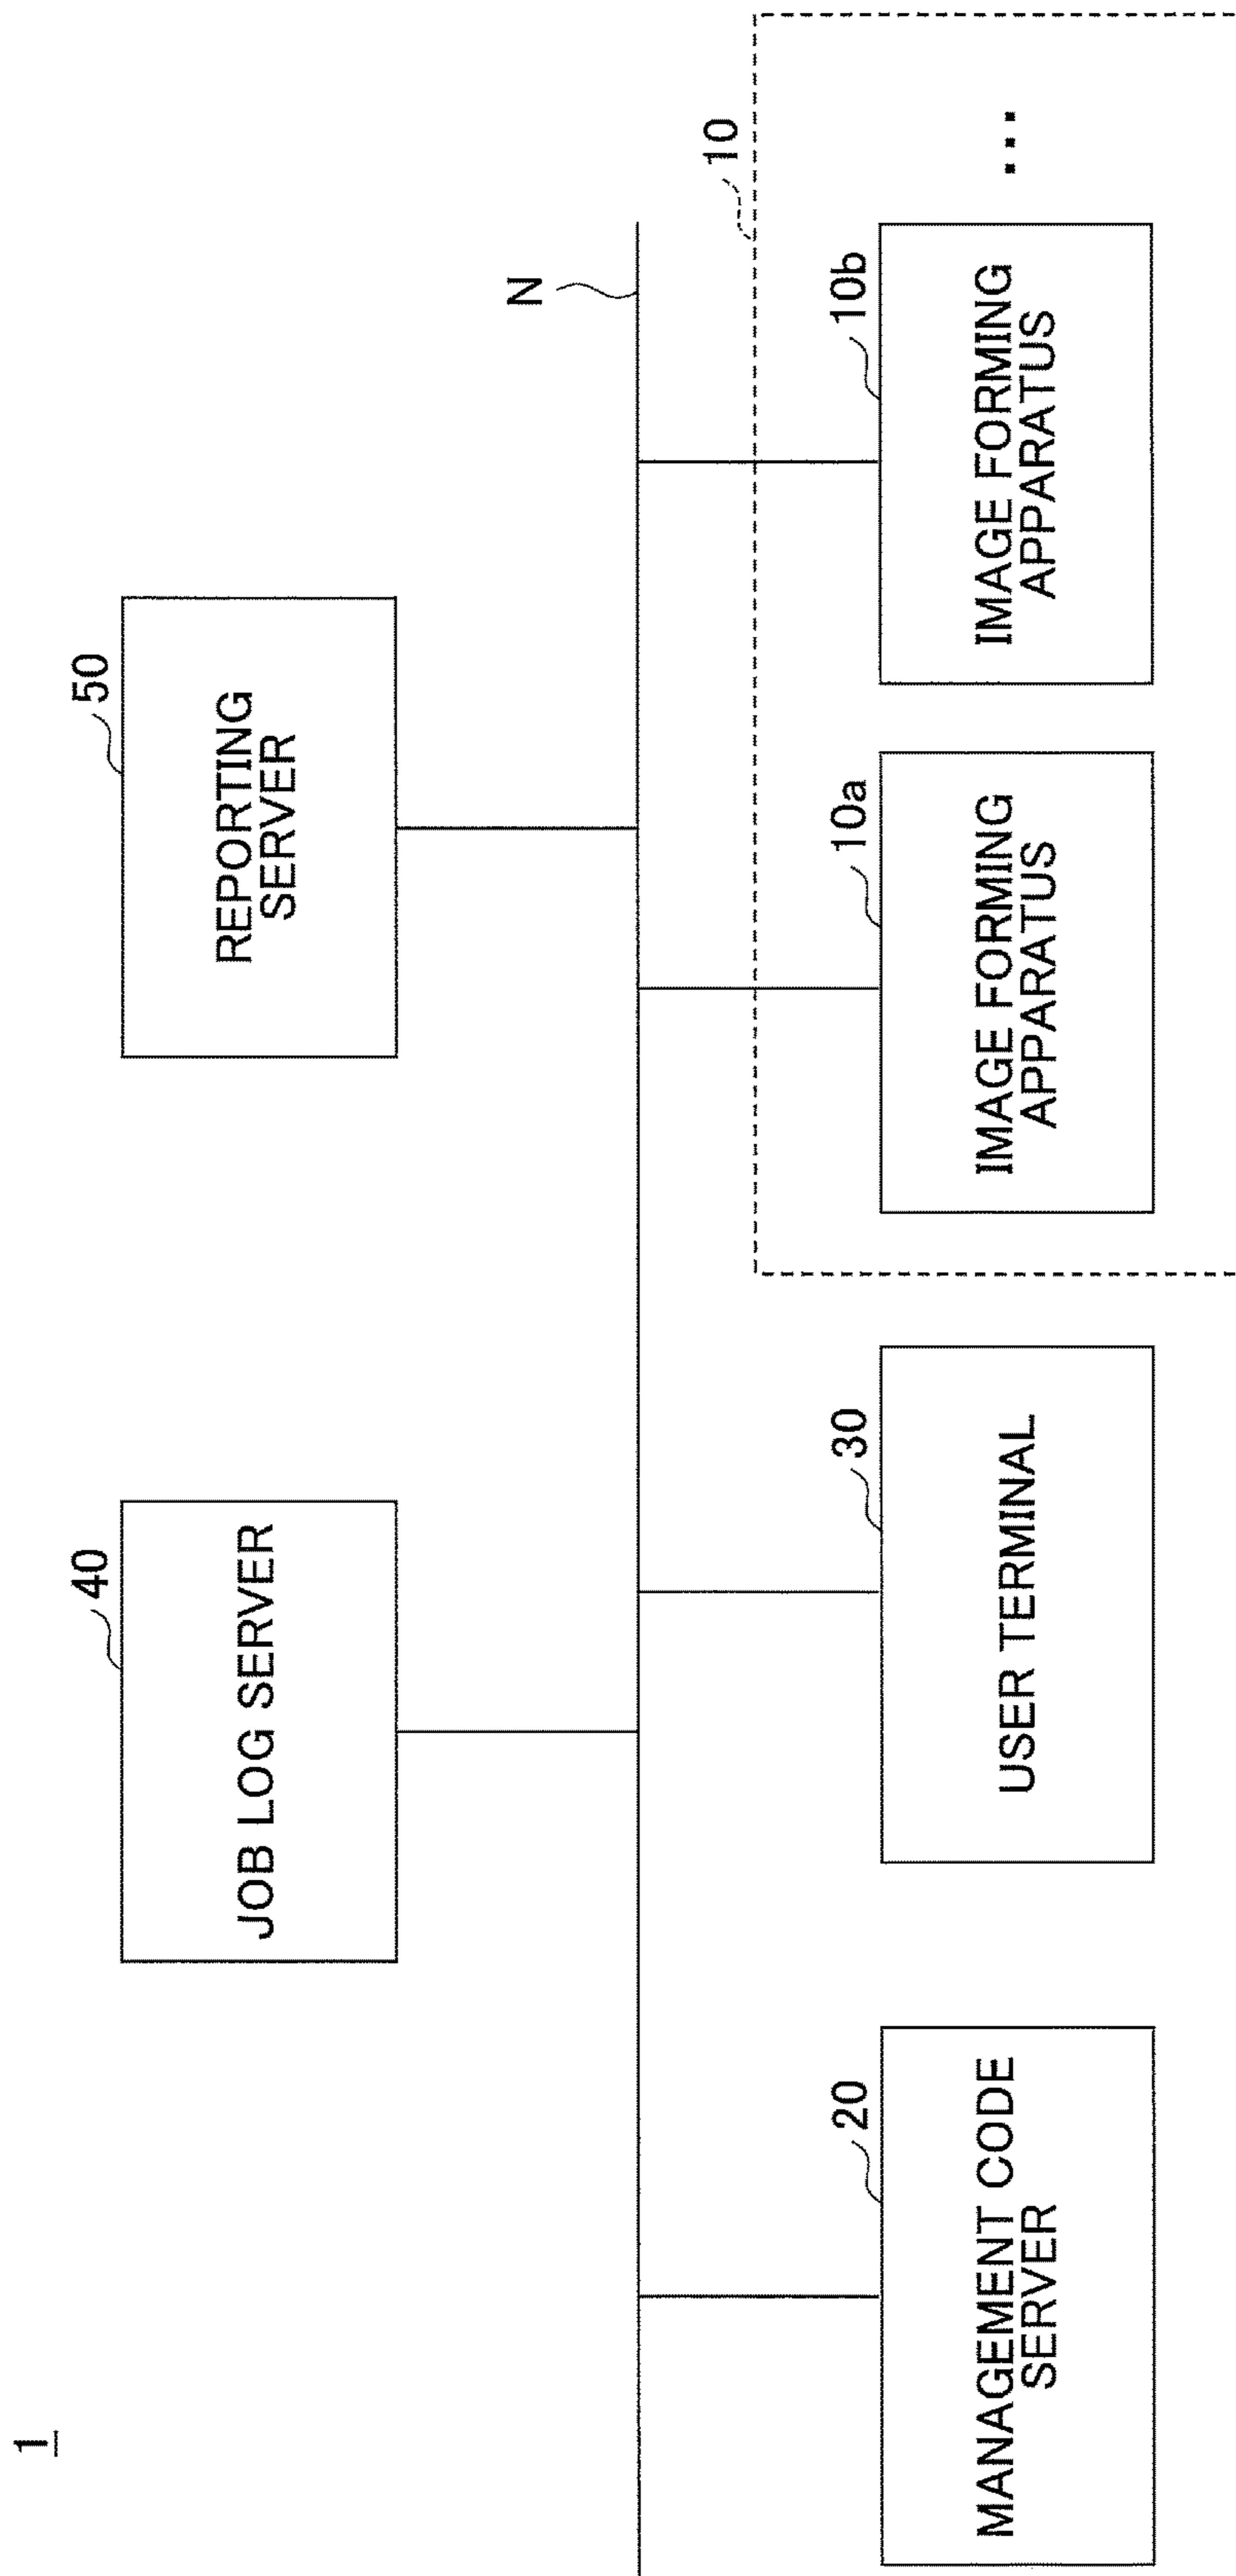 1
40
JOB LOG SERVER
50
REPORTING
SERVER
N
10
20
MANAGEMENT CODE
SERVER
30
USER TERMINAL
10a
IMAGE FORMING
APPARATUS
10b
IMAGE FORMING
APPARATUS
...